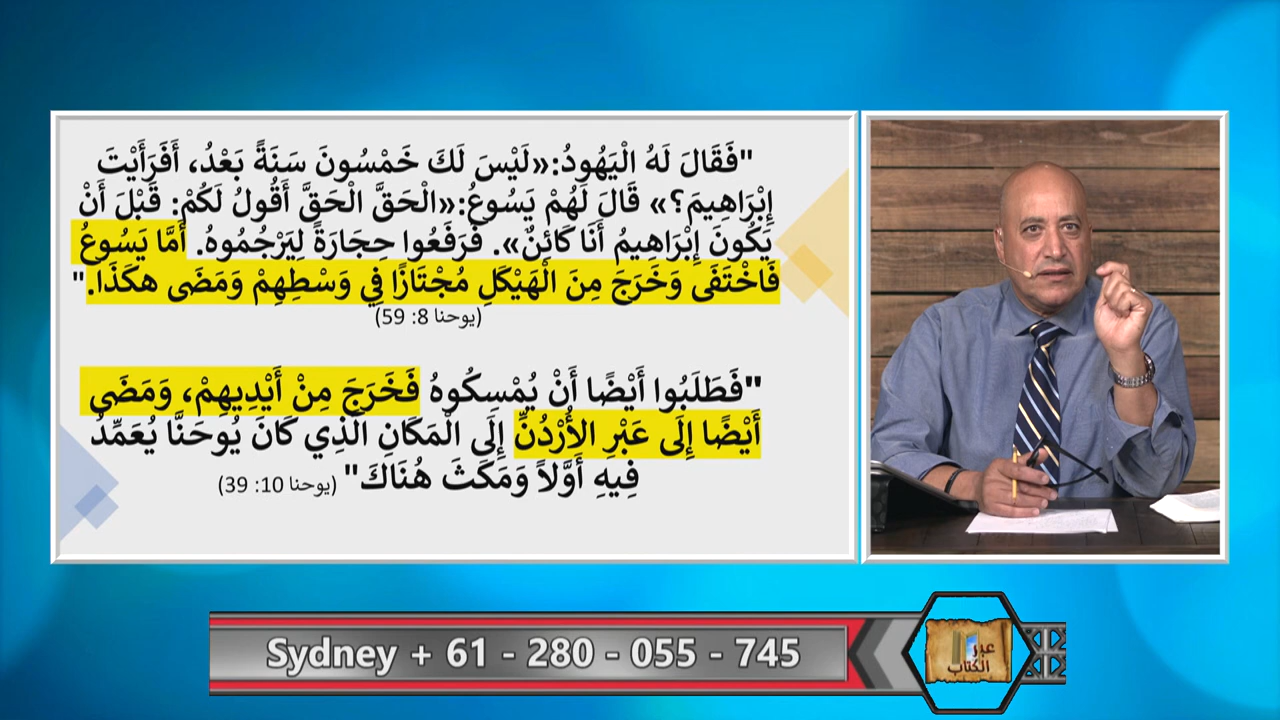 "فَقَالَ لَهُ الْيَهُودُ:«لَيْسَ لَكَ خَمْسُونَ سَنَةً بَعْدُ، أَفَرَأَيْتَ
إِبْرَاهِيمَ؟» قَالَ لَهُمْ يَسُوعُ:«الْحَقَّ الْحَقَّ أَقُولُ لَكُمْ: قَبْلَ أَنْ
يَكُونَ إِبْرَاهِيمُ أَنَا كَائِنٌ». فَرَفَعُوا حِجَارَةً لِيَرْجُمُوهُ. أَمَّا يَسُوعُ
فَاخْتَفَى وَخَرَجَ مِنَ الْهَيْكَلِ مُجْتَازًا فِي وَسْطِهِمْ وَمَضَى هكَذَا."
(يوحنا 8: 59)
"فَطَلَبُوا أَيْضًا أَنْ يُمْسِكُوهُ فَخَرَجَ مِنْ أَيْدِيهِمْ، وَمَضَى
أَيْضًا إِلَى عَبْرِ الأُرْدُنِّ إِلَى الْمَكَانِ الَّذِي كَانَ يُوحَنَّا يُعَمِّدُ
فِيهِ أَوَّلاً وَمَكَثَ هُنَاكَ" (يوحنا 10: 39)
Sydney + 61 - 280 - 055 - 745
عبر
الكتاب